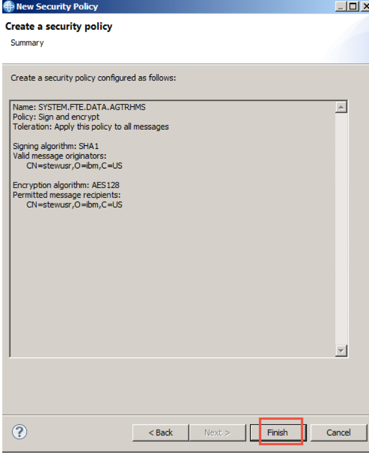 New Security Policy
Create a security policy
Summary
Create a security policy configured as follows:
Name: SYSTEM.FTE.DATA.AGTRHMS
Policy: Sign and encrypt
Toleration: Apply this policy to all messages
Signing algorithm: SHA1
Valid message originators:
CN=stewusr,O=ibm,C=US
Encryption algorithm: AES128
Permitted message recipients:
CN=stewusr,O=ibm,C=US
?
< Back Next > Finish Cancel